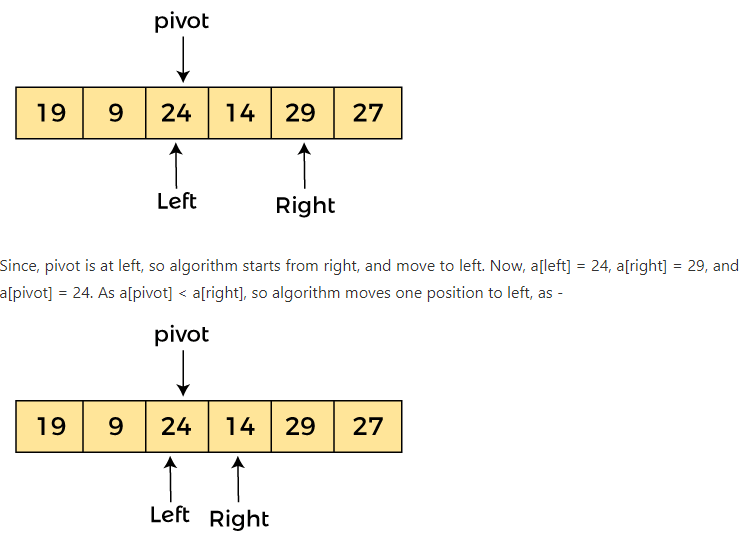 pivot
19 9 24 14 29 27
Left
Right
Since, pivot is at left, so algorithm starts from right, and move to left. Now, a[left] = 24, a[right] = 29, and
a[pivot] = 24. As a[pivot] < a[right], so algorithm moves one position to left, as -
pivot
19 9 24 14 29 27
Left Right